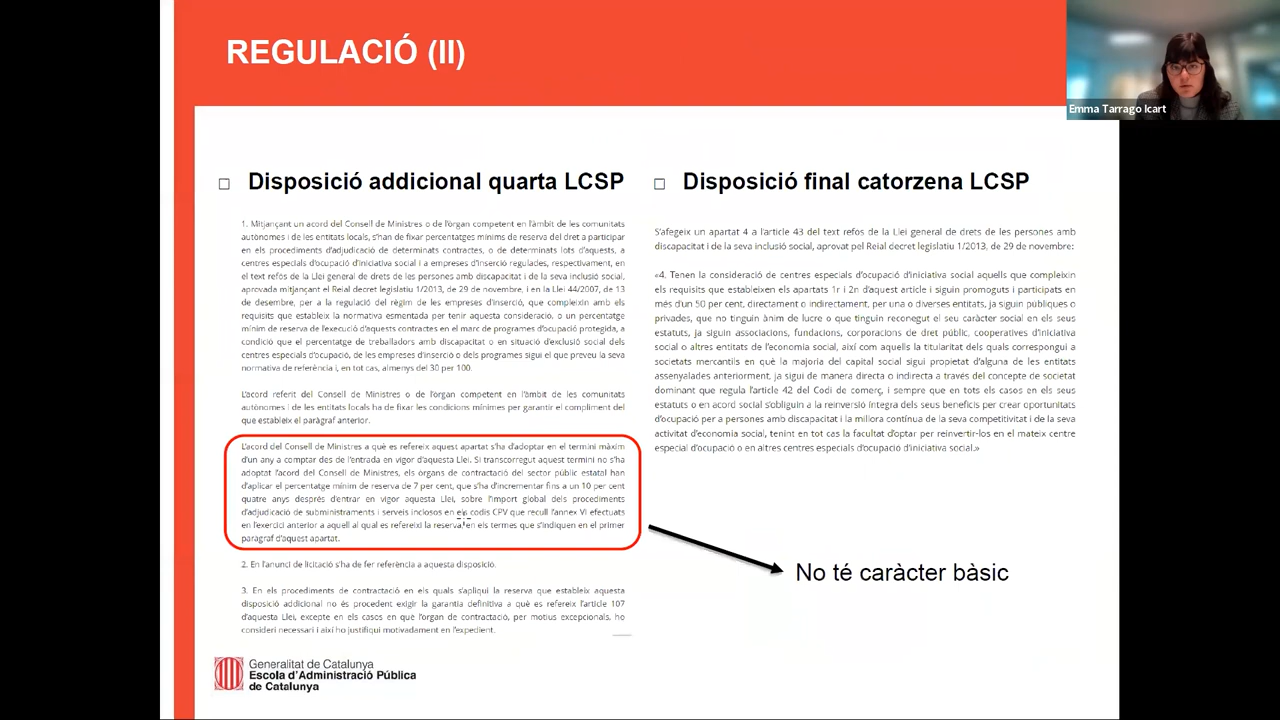 REGULACIÓ (II)
Emma Tarrago Icart
Disposició addicional quarta LCSP
1. Mitjançant un acord del Consell de Ministres o de l'òrgan competent en l'àmbit de les comunitats
autònomes i de les entitats locals, s'han de fixar percentatges mínims de reserva del dret a participar
en els procediments d'adjudicació de determinats contractes, o de determinats lots d'aquests, a
centres especials d'ocupació d'iniciativa social i a empreses d'inserció regulades, respectivament, en
el text refós de la Llei general de drets de les persones amb discapacitat i de la seva inclusió social,
aprovada mitjançant el Reial decret legislatiu 1/2013, de 29 de novembre, i en la Llei 44/2007, de 13
de desembre, per a la regulació del règim de les empreses d'inserció, que compleixin amb els
requisits que estableix la normativa esmentada per tenir aquesta consideració, o un percentatge
mínim de reserva de l'execució d'aquests contractes en el marc de programes d'ocupació protegida, a
condició que el percentatge de treballadors amb discapacitat o en situació d'exclusió social dels
centres especials d'ocupació, de les empreses d'inserció o dels programes sigui el que preveu la seva
normativa de referència i, en tot cas, almenys del 30 per 100.
L'acord referit del Consell de Ministres o de l'òrgan competent en l'àmbit de les comunitats
autònomes i de les entitats locals ha de fixar les condicions mínimes per garantir el compliment del
que estableix el paràgraf anterior.
L'acord del Consell de Ministres a què es refereix aquest apartat s'ha d'adoptar en el termini màxim
d'un any a comptar des de l'entrada en vigor d'aquesta Llei. Si transcorregut aquest termini no s'ha
adoptat l'acord del Consell de Ministres, els òrgans de contractació del sector públic estatal han
d'aplicar el percentatge mínim de reserva de 7 per cent, que s'ha d'incrementar fins a un 10 per cent
quatre anys després d'entrar en vigor aquesta Llei, sobre l'import global dels procediments
d'adjudicació de subministraments i serveis inclosos en els codis CPV que recull l'annex VI efectuats
en l'exercici anterior a aquell al qual es refereixi la reserva, en els termes que s'indiquen en el primer
paràgraf d'aquest apartat.
2. En l'anunci de licitació s'ha de fer referència a aquesta disposició.
3. En els procediments de contractació en els quals s'apliqui la reserva que estableix aquesta
disposició addicional no és procedent exigir la garantia definitiva a què es refereix l'article 107
d'aquesta Llei, excepte en els casos en què l'òrgan de contractació, per motius excepcionals, ho
consideri necessari i així ho justifiqui motivadament en l'expedient.
Disposició final catorzena LCSP
S'afegeix un apartat 4 a l'article 43 del text refós de la Llei general de drets de les persones amb
discapacitat i de la seva inclusió social, aprovat pel Reial decret legislatiu 1/2013, de 29 de novembre:
«4. Tenen la consideració de centres especials d'ocupació d'iniciativa social aquells que compleixin
els requisits que estableixen els apartats 1r i 2n d'aquest article i siguin promoguts i participats en
més d'un 50 per cent, directament o indirectament, per una o diverses entitats, ja siguin públiques o
privades, que no tinguin ànim de lucre o que tinguin reconegut el seu caràcter social en els seus
estatuts, ja siguin associacions, fundacions, corporacions de dret públic, cooperatives d'iniciativa
social o altres entitats de l'economia social, així com aquells la titularitat dels quals correspongui a
societats mercantils en què la majoria del capital social sigui propietat d'alguna de les entitats
assenyalades anteriorment, ja sigui de manera directa o indirecta a través del concepte de societat
dominant que regula l'article 42 del Codi de comerç, i sempre que en tots els casos en els seus
estatuts o en acord social s'obliguin a la reinversió íntegra dels seus beneficis per crear oportunitats
d'ocupació per a persones amb discapacitat i la millora contínua de la seva competitivitat i de la seva
activitat d'economia social, tenint en tot cas la facultat d'optar per reinvertir-los en el mateix centre
especial d'ocupació o en altres centres especials d'ocupació d'iniciativa social.»
No té caràcter bàsic
Generalitat de Catalunya
Escola d'Administració Pública
de Catalunya